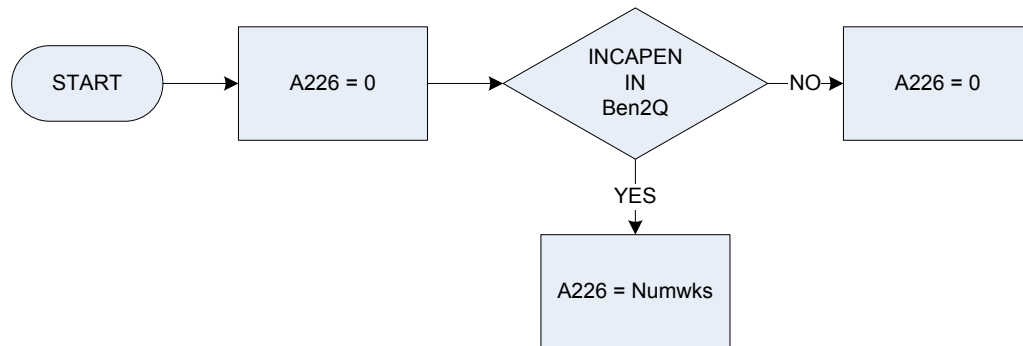 START
A226 = 0
INCAPEN
IN
Ben2Q
NO
A226 = 0
YES
A226 = Numwks